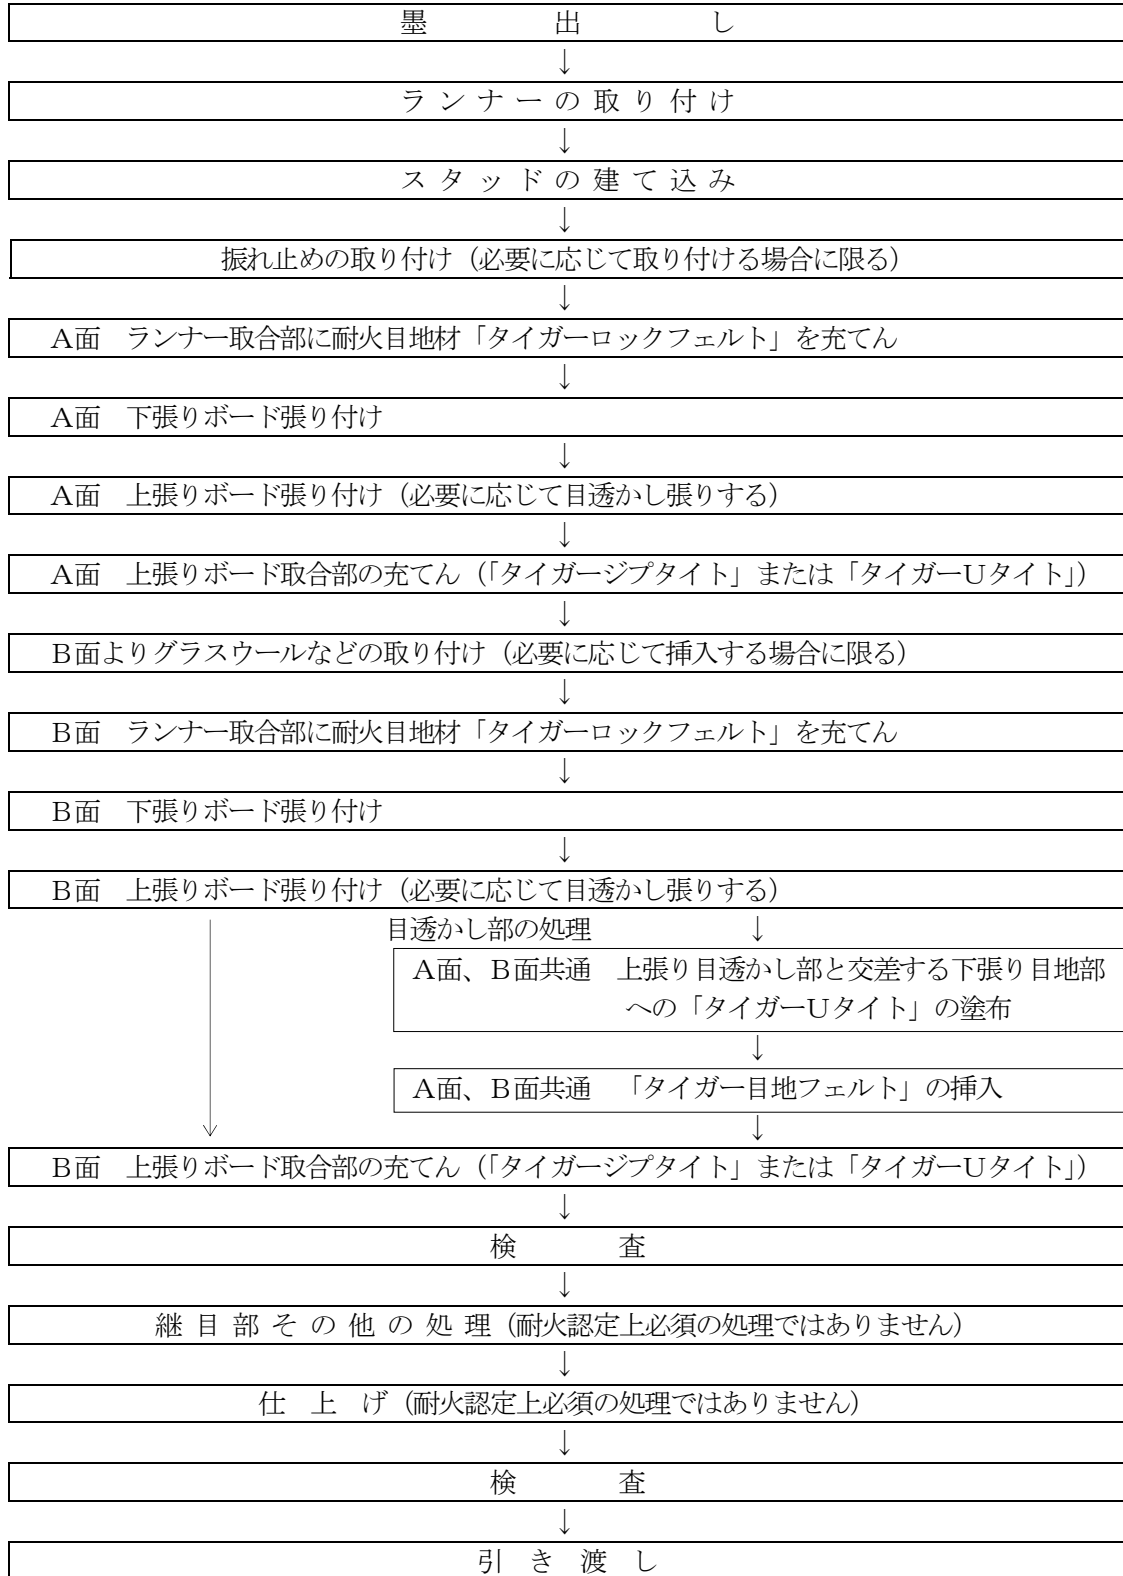 墨出し
↓
ランナーの取り付け
↓
スタッドの建て込み
↓
振れ止めの取り付け（必要に応じて取り付ける場合に限る）
↓
Ａ面　ランナー取合部に耐火目地材「タイガーロックフェルト」を充てん
↓
Ａ面　下張りボード張り付け
↓
Ａ面　上張りボード張り付け（必要に応じて目透かし張りする）
↓
Ａ面　上張りボード取合部の充てん（「タイガージプタイト」または「タイガーＵタイト」）
↓
Ｂ面よりグラスウールなどの取り付け（必要に応じて挿入する場合に限る）
↓
Ｂ面　ランナー取合部に耐火目地材「タイガーロックフェルト」を充てん
↓
Ｂ面　下張りボード張り付け
↓
Ｂ面　上張りボード張り付け（必要に応じて目透かし張りする）
目透かし部の処理　↓
Ａ面、Ｂ面共通　上張り目透かし部と交差する下張り目地部
への「タイガーＵタイト」の塗布
↓
Ａ面、Ｂ面共通　「タイガー目地フェルト」の挿入
↓
Ｂ面　上張りボード取合部の充てん（「タイガージプタイト」または「タイガーＵタイト」）
↓
検査
↓
継目部その他の処理（耐火認定上必須の処理ではありません）
↓
仕上げ（耐火認定上必須の処理ではありません）
↓
検査
↓
引き渡し